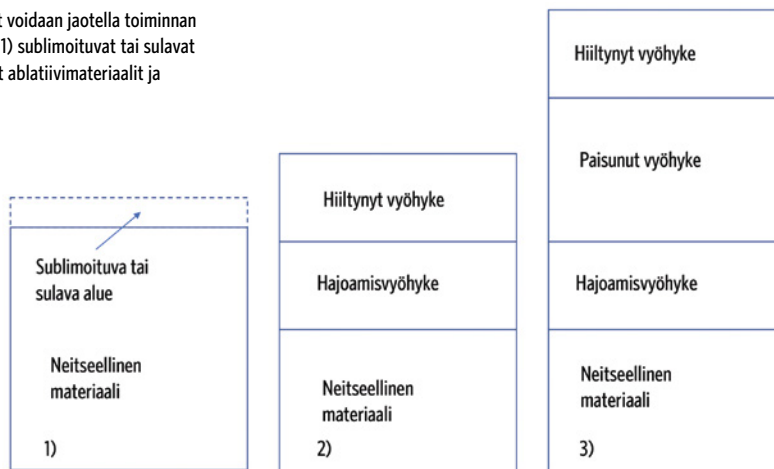 t voidaan jaotella toiminnan
1) sublimoituvat tai sulavat
t ablatiivimateriaalit ja
Sublimoituva tai
sulava alue
Neitseellinen
materiaali
1)
Hiiltynyt vyöhyke
Hajoamisvyöhyke
Neitseellinen
materiaali
2)
Hiiltynyt vyöhyke
Paisunut vyöhyke
Hajoamisvyöhyke
Neitseellinen
materiaali
3)